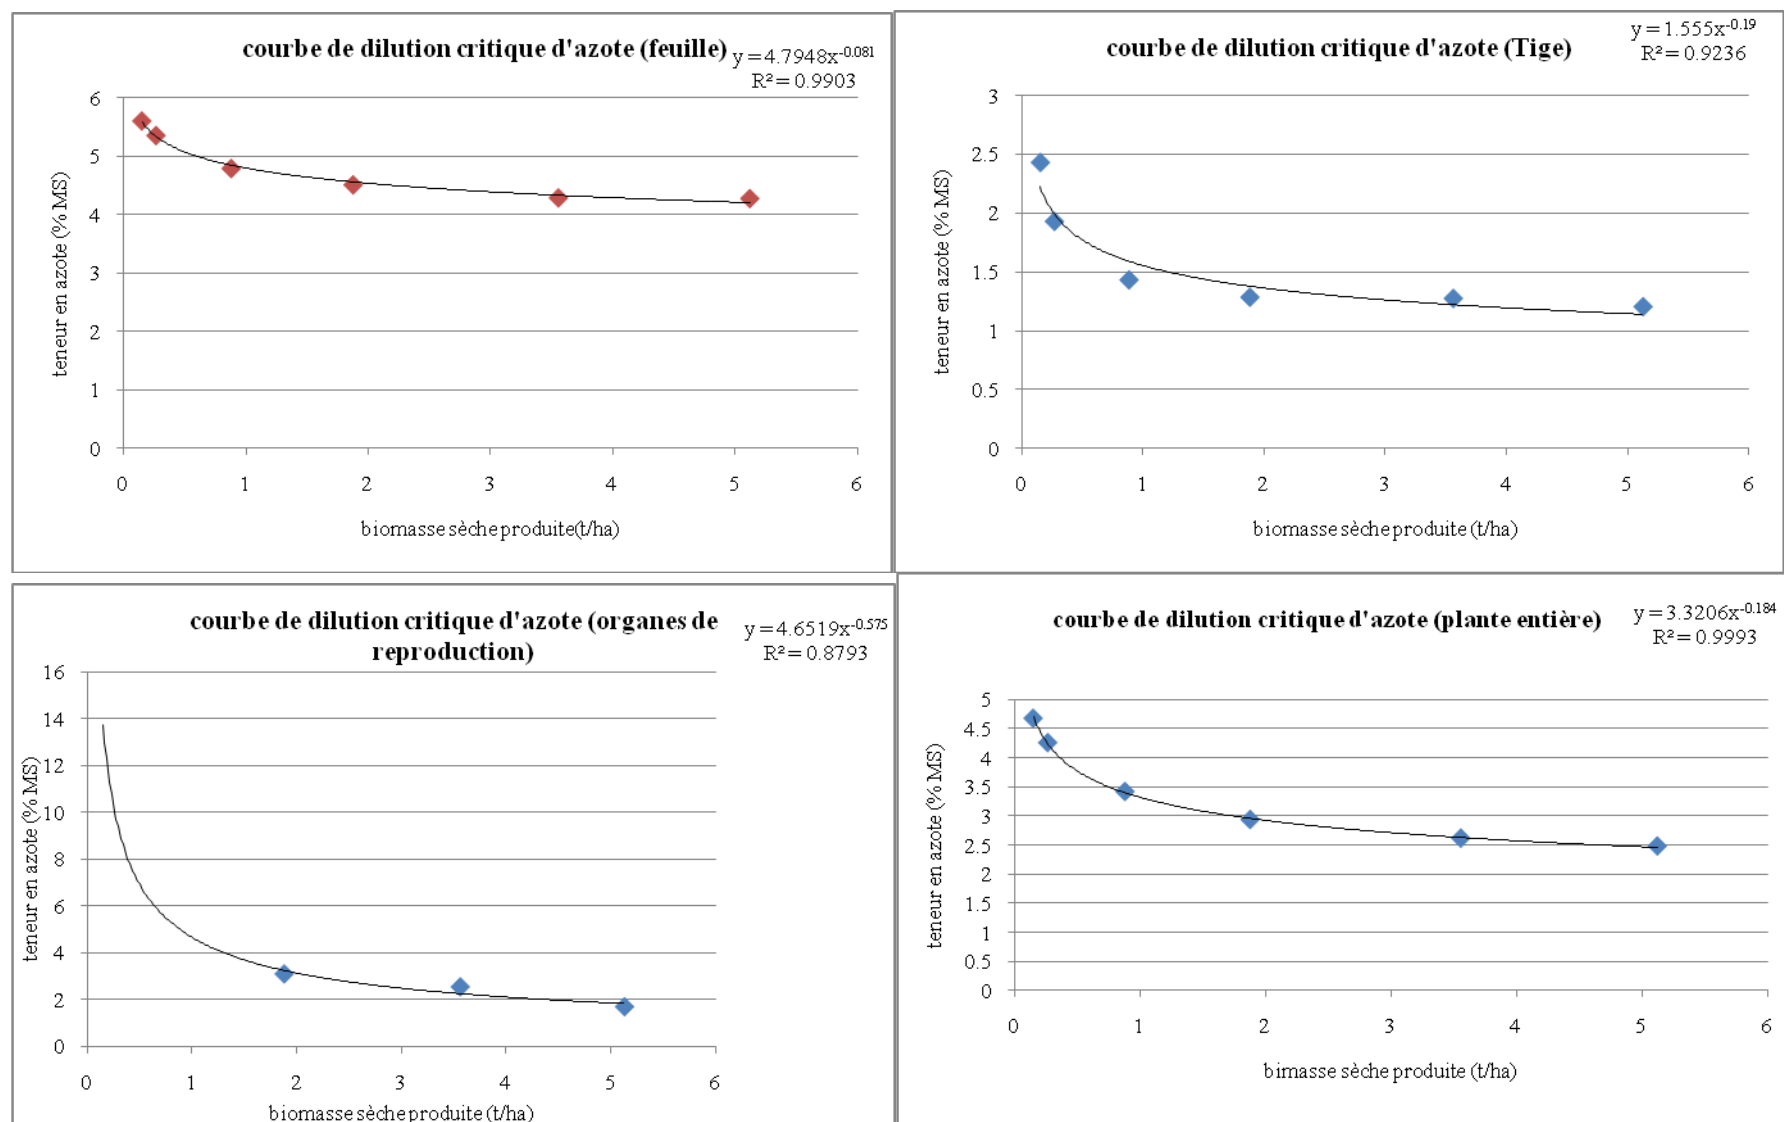 courbe de dilution critique d'azote (feuille)
y = 4.7948x^-0.081
R² = 0.9903
6
5
4
3
2
1
0
teneur en azote (% MS)
0 1 2 3 4 5 6
biomasse sèche produite(t/ha)
courbe de dilution critique d'azote (Tige)
y = 1.555x^-0.19
R² = 0.9236
3
2.5
2
1.5
1
0.5
0
teneur en azote (% MS)
0 1 2 3 4 5 6
biomasse sèche produite (t/ha)
courbe de dilution critique d'azote (organes de
reproduction)
y = 4.6519x^-0.575
R² = 0.8793
16
14
12
10
8
6
4
2
0
teneur en azote (% MS)
0 1 2 3 4 5 6
biomasse sèche produite (t/ha)
courbe de dilution critique d'azote (plante entière)
y = 3.3206x^-0.184
R² = 0.9993
5
4.5
4
3.5
3
2.5
2
1.5
1
0.5
0
teneur en azote (% MS)
0 1 2 3 4 5 6
bimasse sèche produite (t/ha)